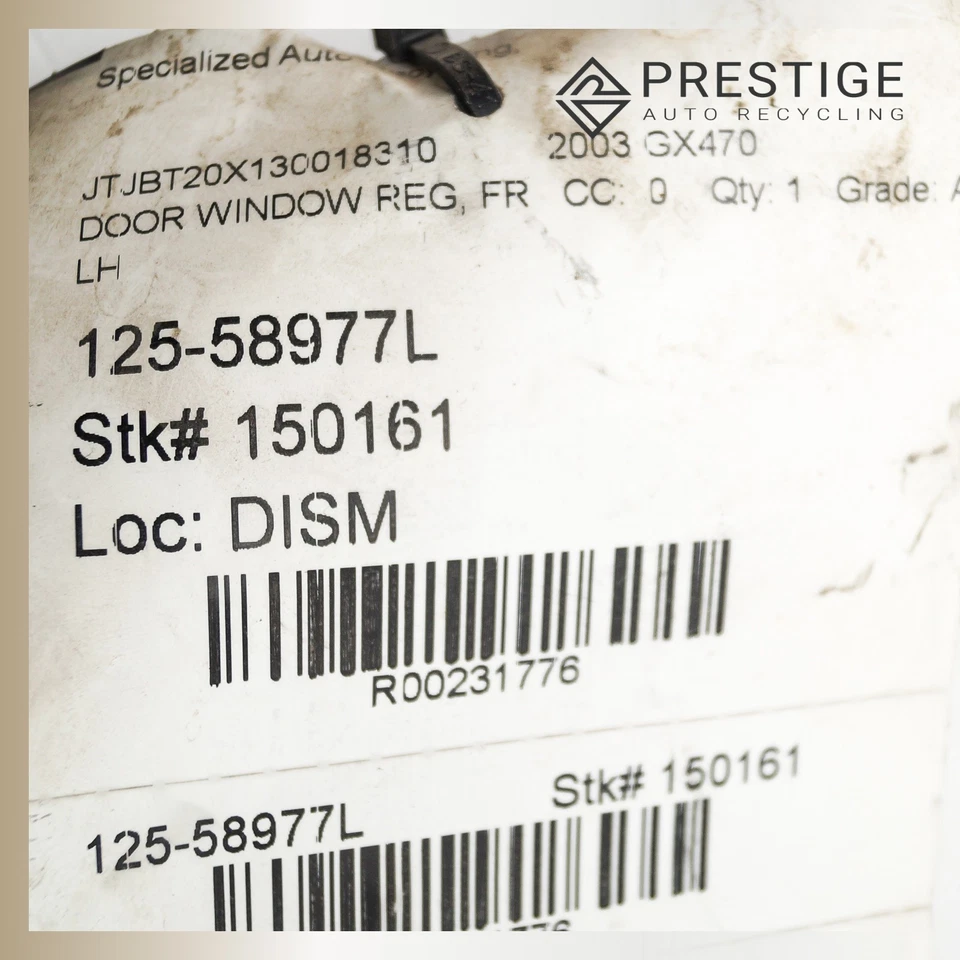 PRESTIGE
AUTO RECYCLING
Specialized
JTJBT20X130018310 2003 GX470
DOOR WINDOW REG, FR CC: 0 Qty: 1 Grade: A
LH
125-58977L
Stk# 150161
Loc: DISM
R00231776
Stk# 150161
125-58977L